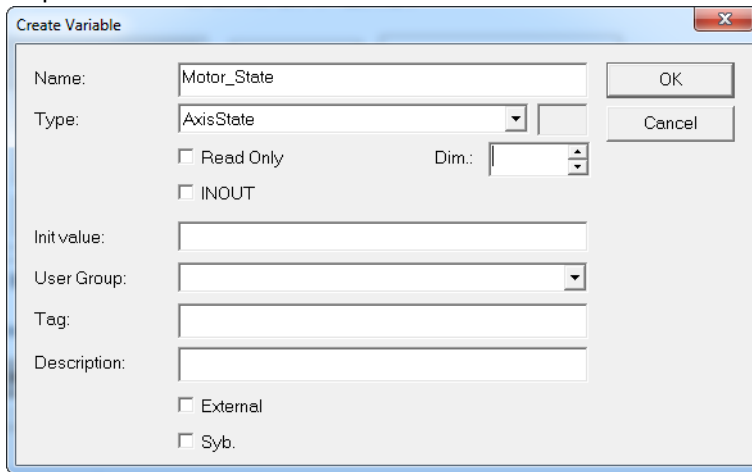 Create Variable
Name: Motor_State OK
Type: AxisState Cancel
Read Only Dim.:
INOUT
Init value:
User Group:
Tag:
Description:
External
Syb.